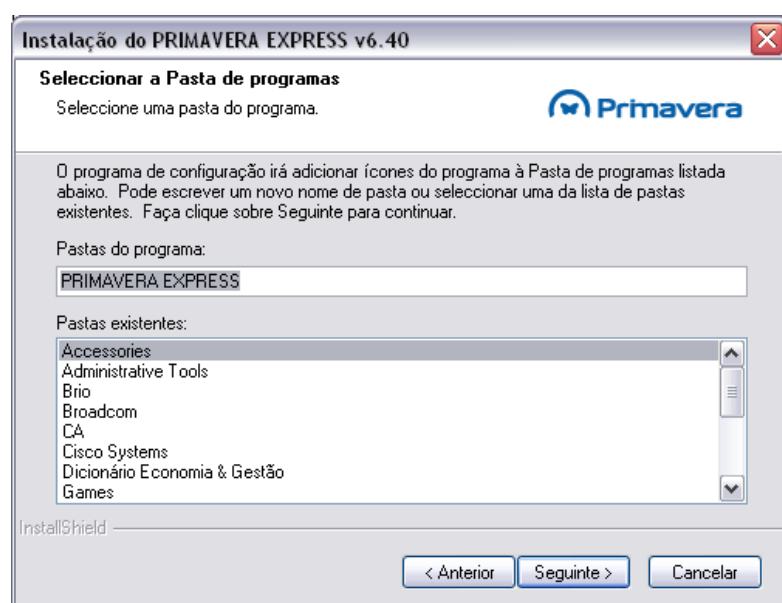 Instalação do PRIMAVERA EXPRESS v6.40
Seleccionar a Pasta de programas
Seleccione uma pasta do programa.
Primavera
O programa de configuração irá adicionar ícones do programa à Pasta de programas listada
abaixo. Pode escrever um novo nome de pasta ou seleccionar uma da lista de pastas
existentes. Faça clique sobre Seguinte para continuar.
Pastas do programa:
PRIMAVERA EXPRESS
Pastas existentes:
Accessories
Administrative Tools
Brio
Broadcom
CA
Cisco Systems
Dicionário Economia & Gestão
Games
InstallShield
< Anterior
Seguinte >
Cancelar